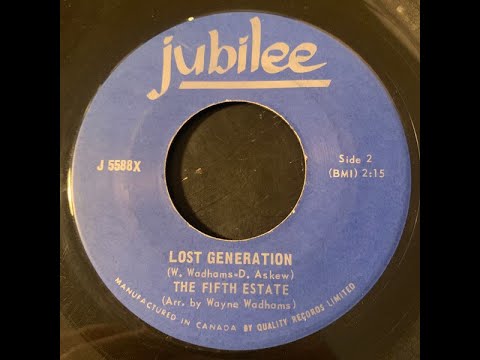 jubilee
J 5588X
Side 2
(BMI) 2:15
LOST GENERATION
(W. Wadhams-D. Askew)
THE FIFTH ESTATE
(Arr. by Wayne Wadhams)
MANUFACTURED IN CANADA BY QUALITY RECORDS LIMITED